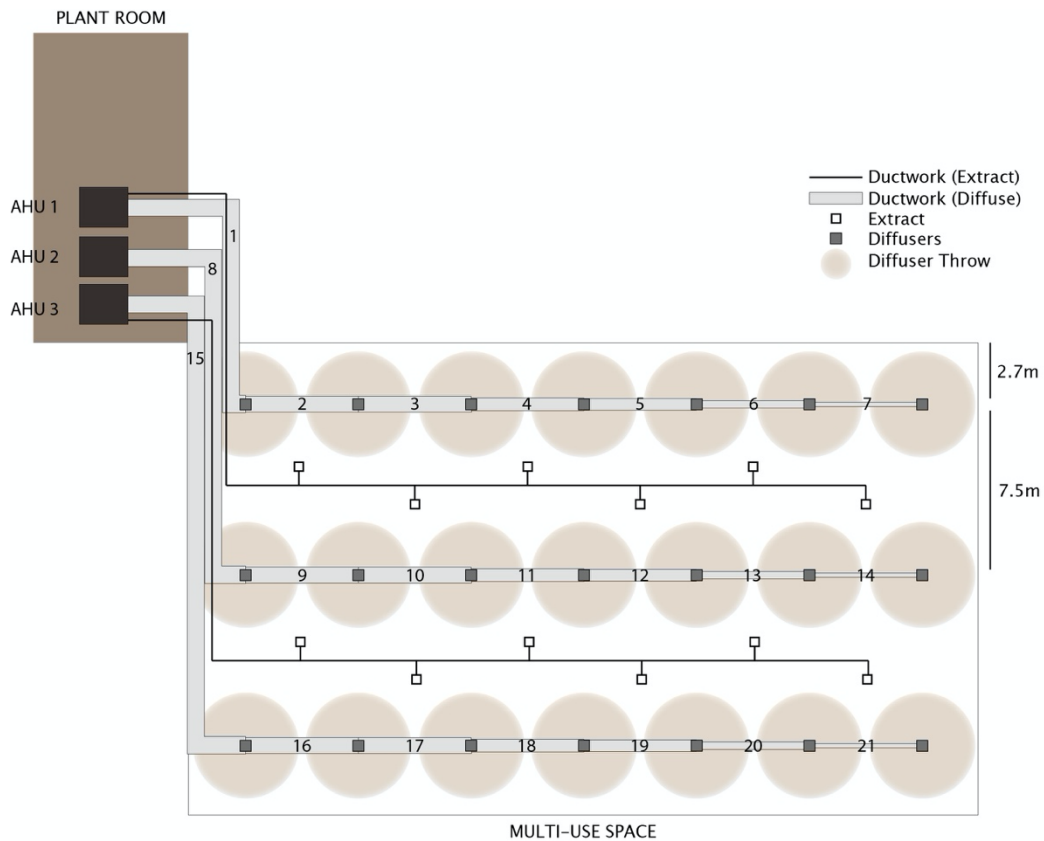 PLANT ROOM
Ductwork (Extract)
Ductwork (Diffuse)
Extract
Diffusers
Diffuser Throw
AHU 1
1
AHU 2
8
AHU 3
15
2.7m
2 3 4 5 6 7
7.5m
9 10 11 12 13 14
16 17 18 19 20 21
MULTI-USE SPACE